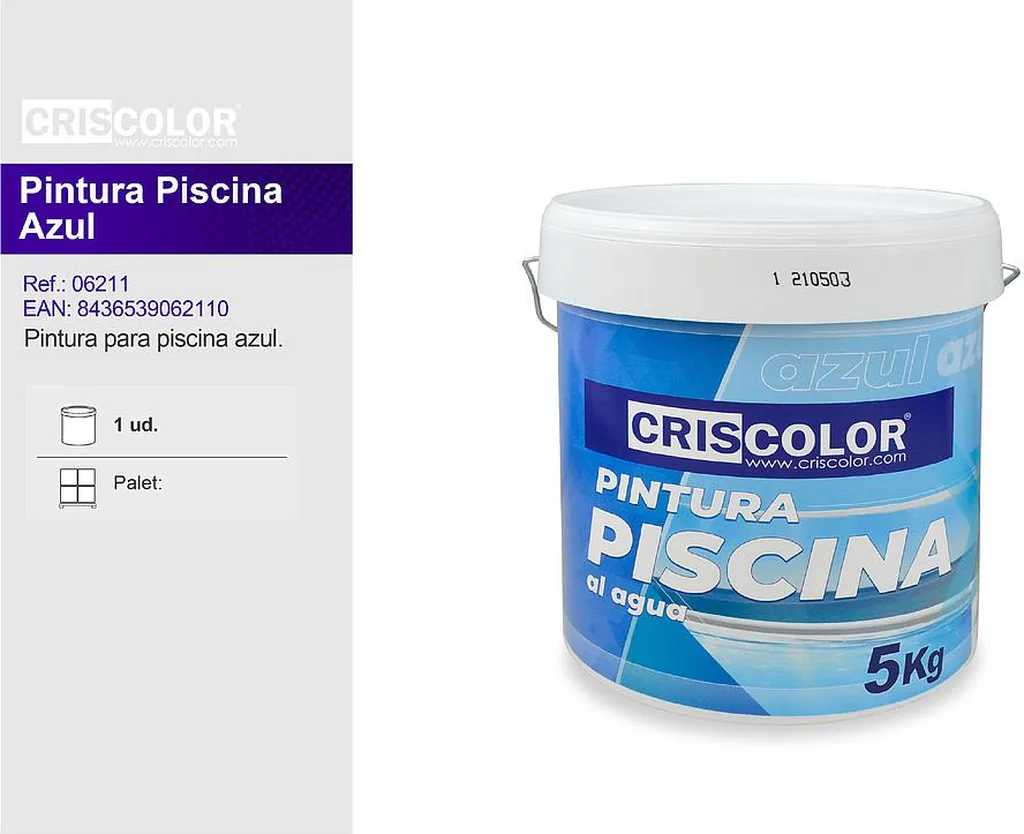 CRISCOLOR®
www.criscolor.com
Pintura Piscina
Azul
Ref.: 06211
EAN: 8436539062110
Pintura para piscina azul.
1 ud.
Palet:
1 210503
azul azu
CRISCOLOR®
www.criscolor.com
PINTURA
PISCINA
al agua
5Kg